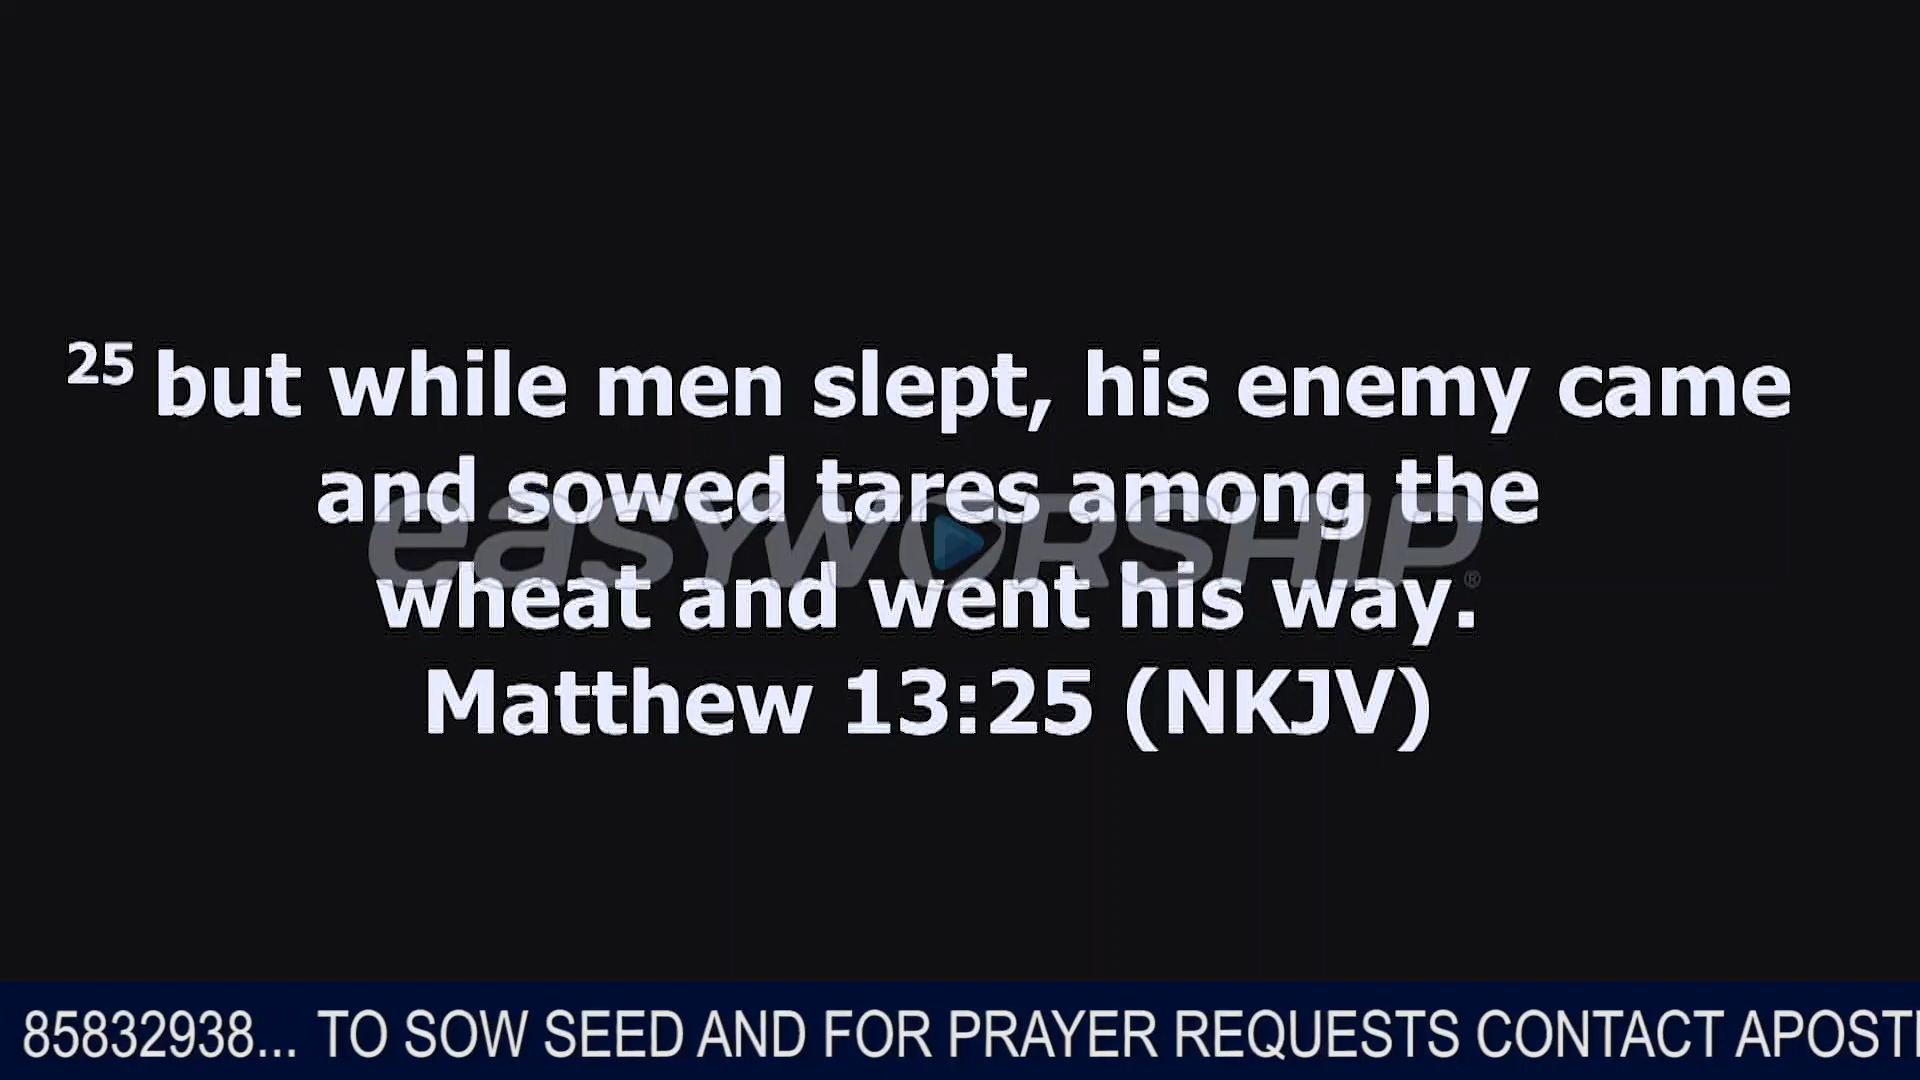 25 but while men slept, his enemy came
and sowed tares among the
easyWORSHIP®
wheat and went his way.
Matthew 13:25 (NKJV)
85832938... TO SOW SEED AND FOR PRAYER REQUESTS CONTACT